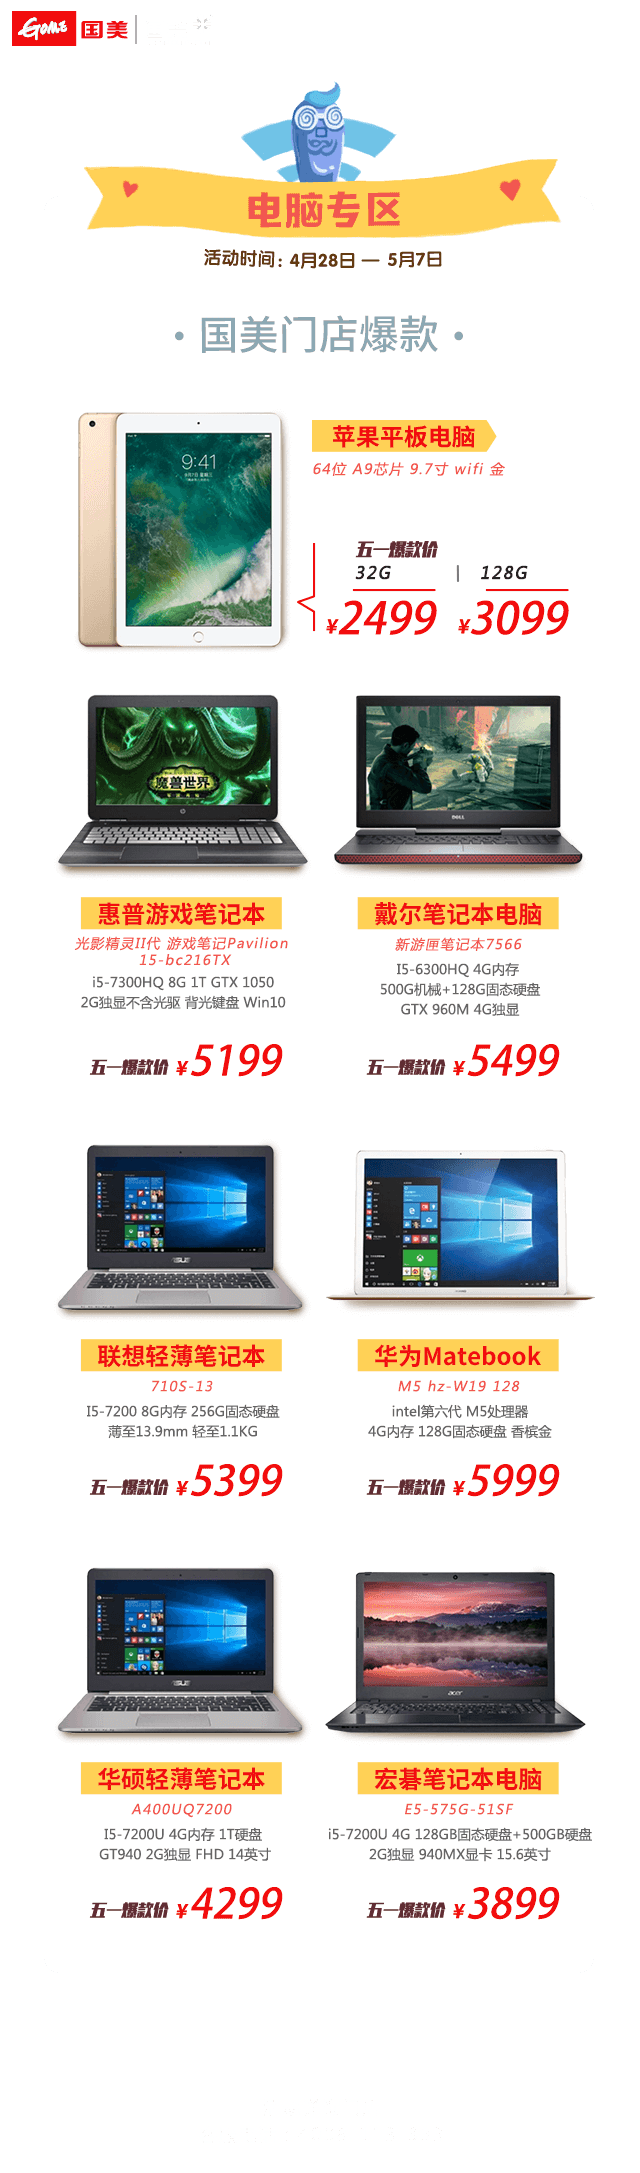 GOME 国美
电脑专区
活动时间：4月28日 — 5月7日
·国美门店爆款·
9:41
苹果平板电脑
64位 A9芯片 9.7寸 wifi 金
五一爆款价
32G | 128G
¥2499 ¥3099
魔兽世界
DELL
惠普游戏笔记本
光影精灵II代 游戏笔记Pavilion
15-bc216TX
i5-7300HQ 8G 1T GTX 1050
2G独显不含光驱 背光键盘 Win10
五一爆款价 ¥5199
戴尔笔记本电脑
新游匣笔记本7566
I5-6300HQ 4G内存
500G机械+128G固态硬盘
GTX 960M 4G独显
五一爆款价 ¥5499
ASUS
联想轻薄笔记本
710S-13
I5-7200 8G内存 256G固态硬盘
薄至13.9mm 轻至1.1KG
五一爆款价 ¥5399
华为Matebook
M5 hz-W19 128
intel第六代 M5处理器
4G内存 128G固态硬盘 香槟金
五一爆款价 ¥5999
ASUS
acer
华硕轻薄笔记本
A400UQ7200
I5-7200U 4G内存 1T硬盘
GT940 2G独显 FHD 14英寸
五一爆款价 ¥4299
宏碁笔记本电脑
E5-575G-51SF
i5-7200U 4G 128GB固态硬盘+500GB硬盘
2G独显 940MX显卡 15.6英寸
五一爆款价 ¥3899